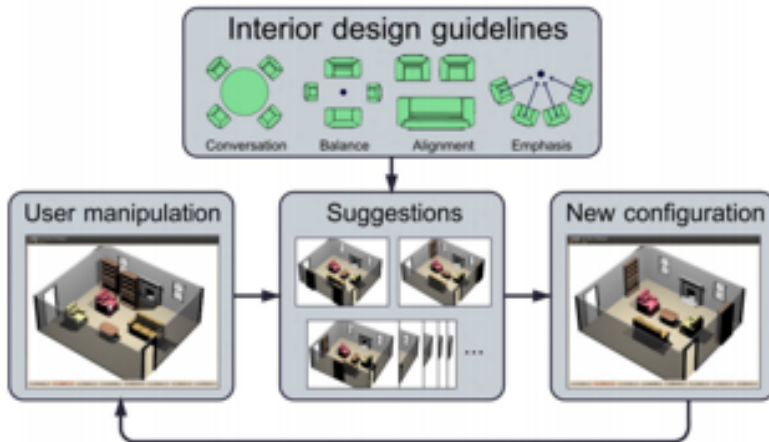 Interior design guidelines
Conversation Balance Alignment Emphasis
User manipulation
Suggestions
New configuration
...